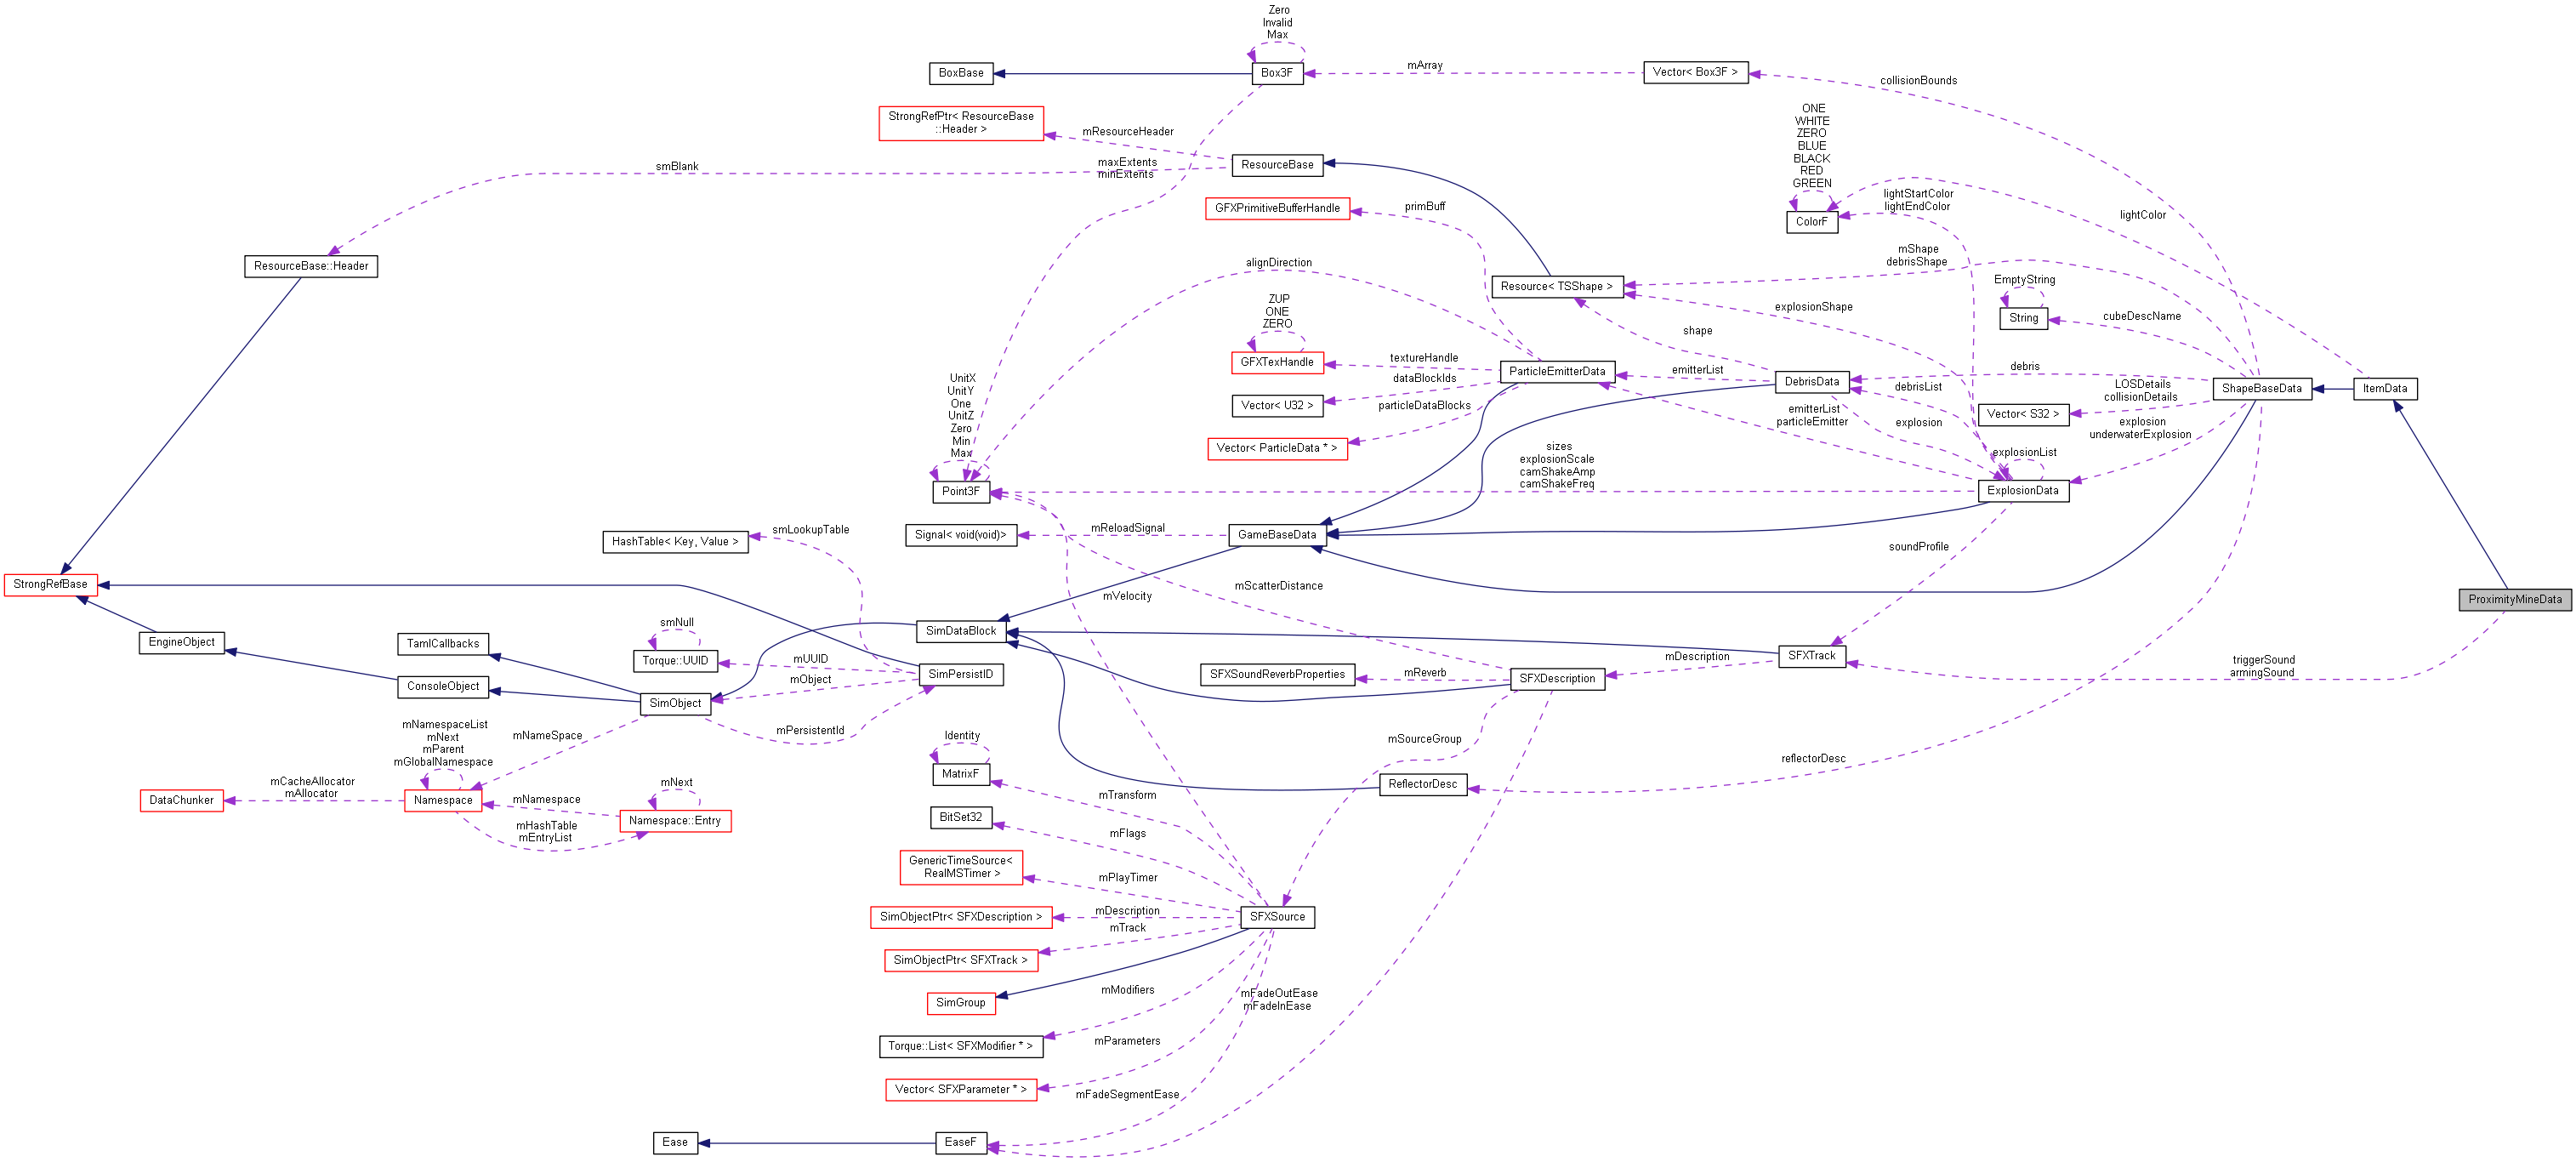 Zero
Invalid
Max
BoxBase
Box3F
mArray
Vector< Box3F >
collisionBounds
StrongRefPtr< ResourceBase
::Header >
mResourceHeader
ONE
WHITE
ZERO
BLUE
BLACK
RED
GREEN
smBlank
maxExtents
minExtents
ResourceBase
lightStartColor
lightEndColor
lightColor
GFXPrimitiveBufferHandle
primBuff
ColorF
ResourceBase::Header
alignDirection
mShape
debrisShape
Resource< TSShape >
EmptyString
String
cubeDescName
ZUP
ONE
ZERO
explosionShape
shape
GFXTexHandle
textureHandle
dataBlockIds
ParticleEmitterData
emitterList
DebrisData
debrisList
debris
ShapeBaseData
ItemData
UnitX
UnitY
One
UnitZ
Zero
Min
Max
Vector< U32 >
particleDataBlocks
emitterList
particleEmitter
explosion
LOSDetails
collisionDetails
Vector< S32 >
explosion
underwaterExplosion
Vector< ParticleData * >
sizes
explosionScale
camShakeAmp
camShakeFreq
explosionList
Point3F
ExplosionData
HashTable< Key, Value >
smLookupTable
Signal< void(void)>
mReloadSignal
GameBaseData
soundProfile
StrongRefBase
mVelocity
mScatterDistance
ProximityMineData
EngineObject
TamlCallbacks
smNull
Torque::UUID
mUUID
mObject
SimDataBlock
SimPersistID
SFXSoundReverbProperties
mReverb
SFXDescription
mDescription
SFXTrack
triggerSound
armingSound
ConsoleObject
SimObject
mPersistentId
mNamespaceList
mNext
mParent
mGlobalNamespace
mNameSpace
Identity
MatrixF
mSourceGroup
reflectorDesc
ReflectorDesc
DataChunker
mCacheAllocator
mAllocator
Namespace
mNamespace
mNext
Namespace::Entry
mHashTable
mEntryList
mTransform
BitSet32
mFlags
GenericTimeSource<
RealMSTimer >
mPlayTimer
SimObjectPtr< SFXDescription >
mDescription
mTrack
SFXSource
SimObjectPtr< SFXTrack >
SimGroup
mModifiers
mFadeOutEase
mFadeInEase
Torque::List< SFXModifier * >
mParameters
Vector< SFXParameter * >
mFadeSegmentEase
Ease
EaseF